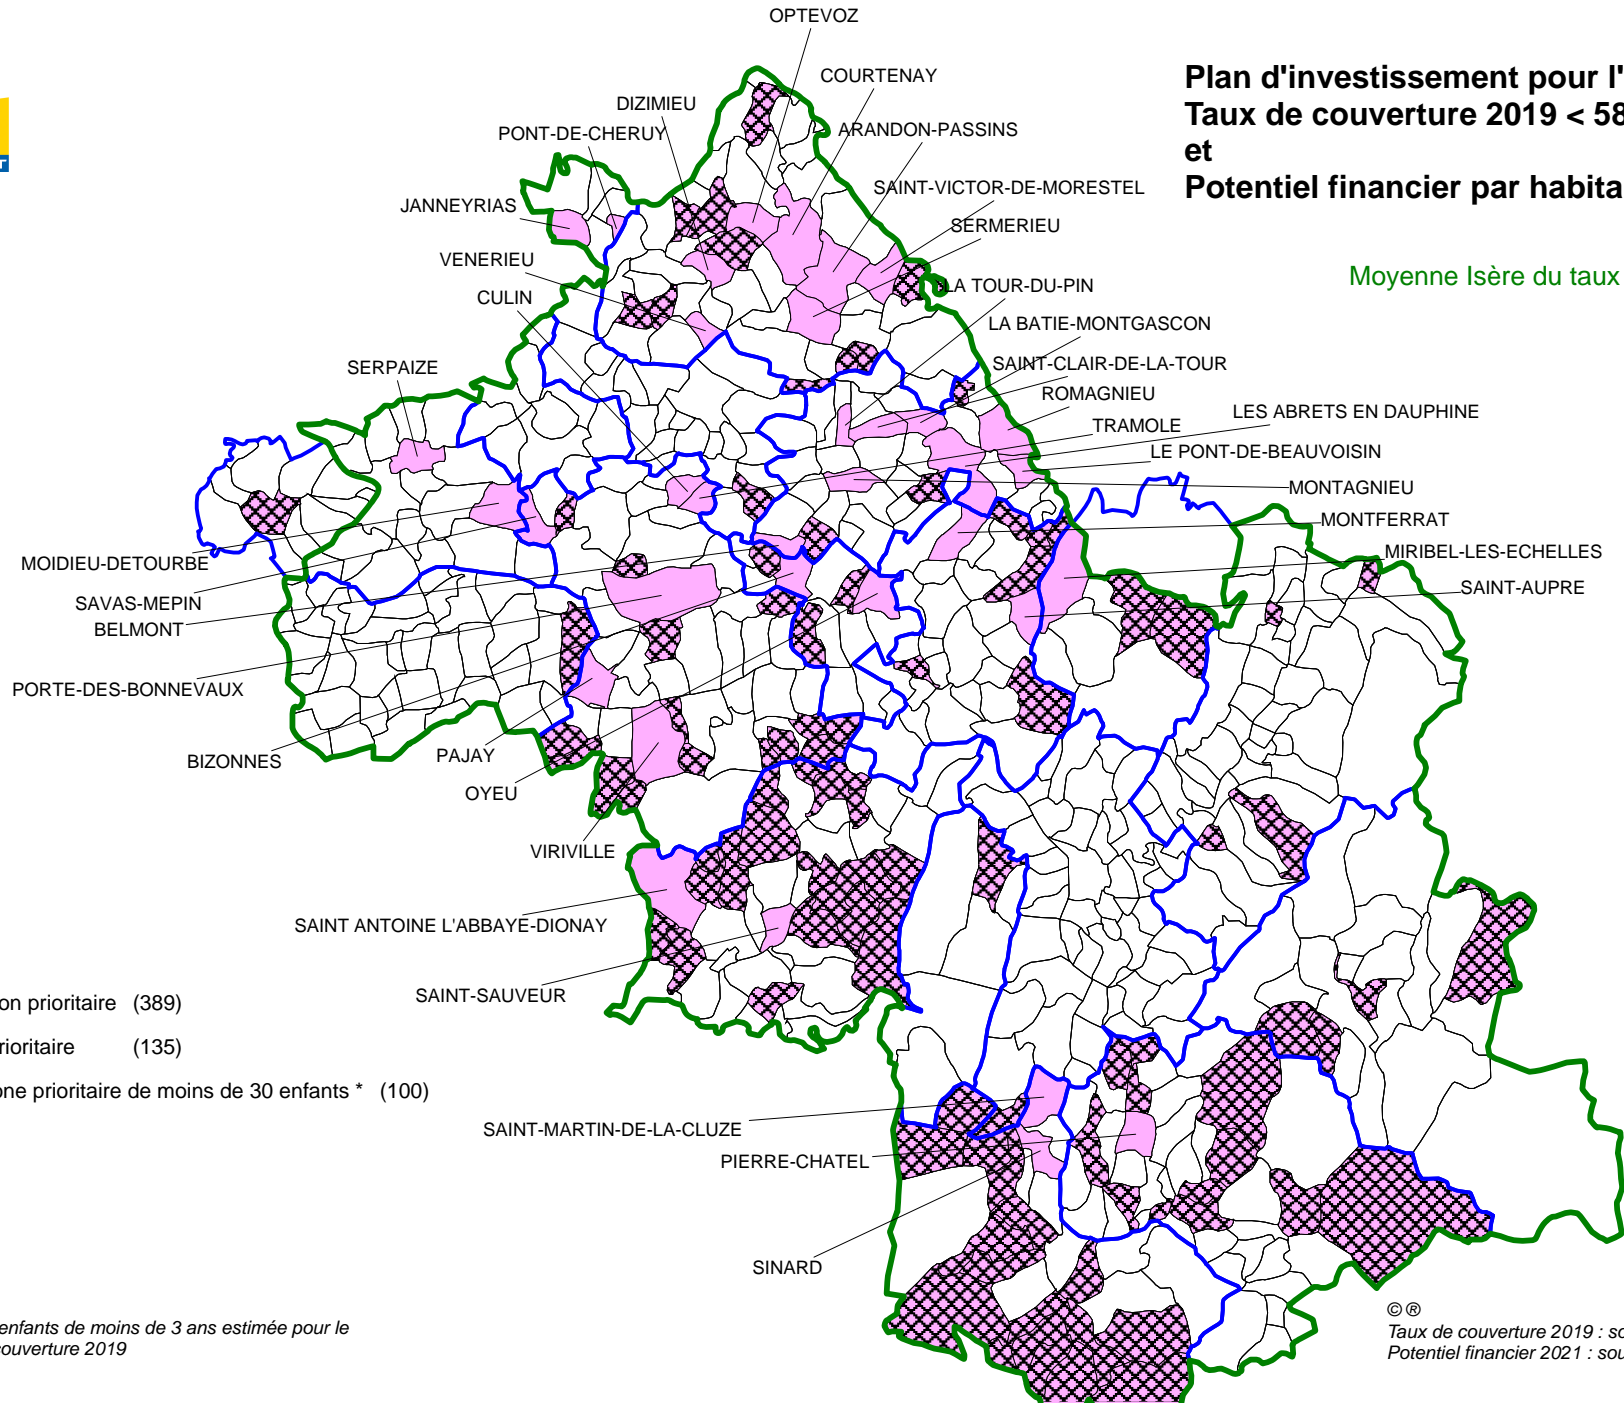 OPTEVOZ
COURTENAY
DIZIMIEU
PONT-DE-CHERUY
ARANDON-PASSINS
SAINT-VICTOR-DE-MORESTEL
JANNEYRIAS
SERMERIEU
VENERIEU
LA TOUR-DU-PIN
CULIN
LA BATIE-MONTGASCON
SAINT-CLAIR-DE-LA-TOUR
SERPAIZE
ROMAGNIEU
LES ABRETS EN DAUPHINE
TRAMOLE
LE PONT-DE-BEAUVOISIN
MONTAGNIEU
MONTFERRAT
MIRIBEL-LES-ECHELLES
SAINT-AUPRE
MOIDIEU-DETOURBE
SAVAS-MEPIN
BELMONT
PORTE-DES-BONNEVAUX
BIZONNES
PAJAY
OYEU
VIRIVILLE
SAINT ANTOINE L'ABBAYE-DIONAY
SAINT-SAUVEUR
SAINT-MARTIN-DE-LA-CLUZE
PIERRE-CHATEL
SINARD
Plan d'investissement pour l'
Taux de couverture 2019 < 58
et
Potentiel financier par habita
Moyenne Isère du taux
on prioritaire (389)
rioritaire (135)
one prioritaire de moins de 30 enfants * (100)
enfants de moins de 3 ans estimée pour le
couverture 2019
© ®
Taux de couverture 2019 : so
Potentiel financier 2021 : sou